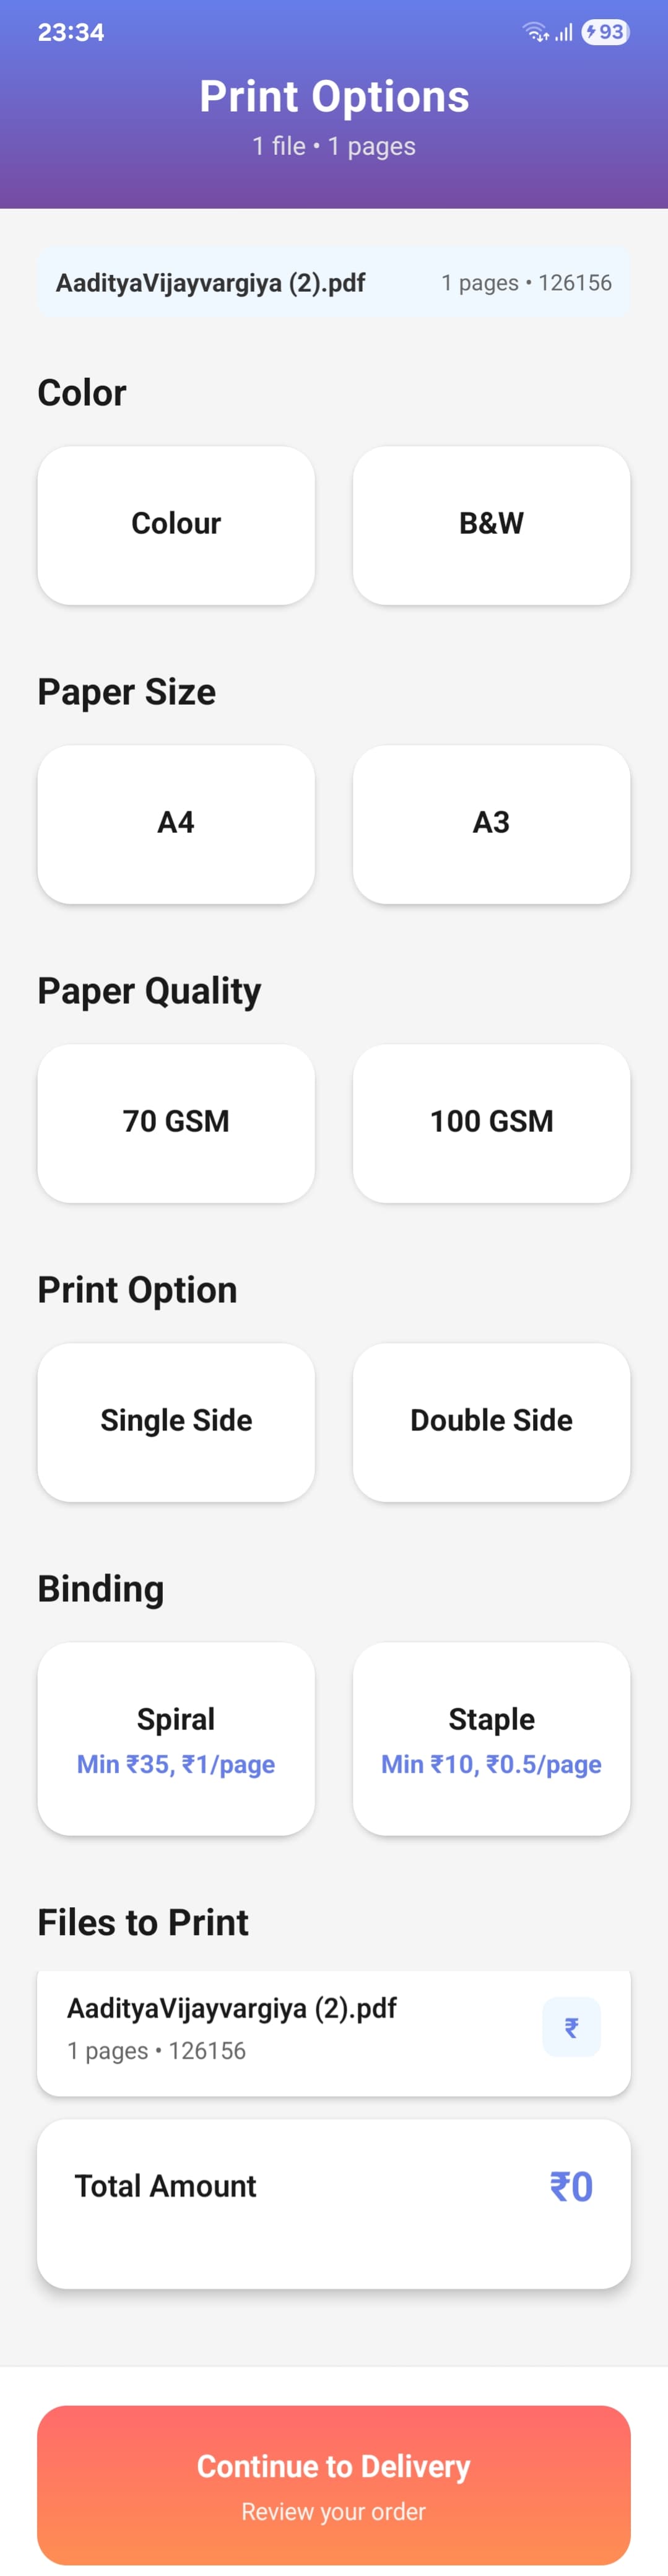 23:34
93
Print Options
1 file • 1 pages
AadityaVijayvargiya (2).pdf 1 pages • 126156
Color
Colour B&W
Paper Size
A4 A3
Paper Quality
70 GSM 100 GSM
Print Option
Single Side Double Side
Binding
Spiral Staple
Min ₹35, ₹1/page Min ₹10, ₹0.5/page
Files to Print
AadityaVijayvargiya (2).pdf
1 pages • 126156
₹
Total Amount ₹0
Continue to Delivery
Review your order